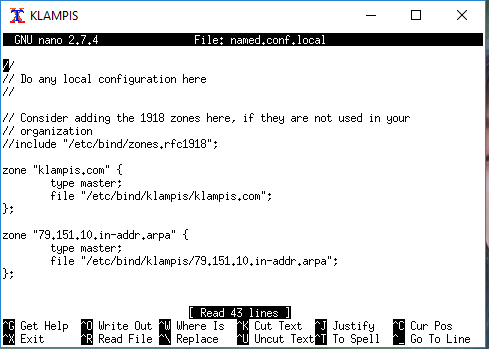 KLAMPIS
GNU nano 2.7.4 File: named.conf.local
//
// Do any local configuration here
//
// Consider adding the 1918 zones here, if they are not used in your
// organization
//include "/etc/bind/zones.rfc1918";
zone "klampis.com" {
type master;
file "/etc/bind/klampis/klampis.com";
};
zone "79.151.10.in-addr.arpa" {
type master;
file "/etc/bind/klampis/79.151.10.in-addr.arpa";
};
[ Read 43 lines ]
^G Get Help ^O Write Out ^W Where Is ^K Cut Text ^J Justify ^C Cur Pos
^X Exit ^R Read File ^\ Replace ^U Uncut Text ^T To Spell ^_ Go To Line